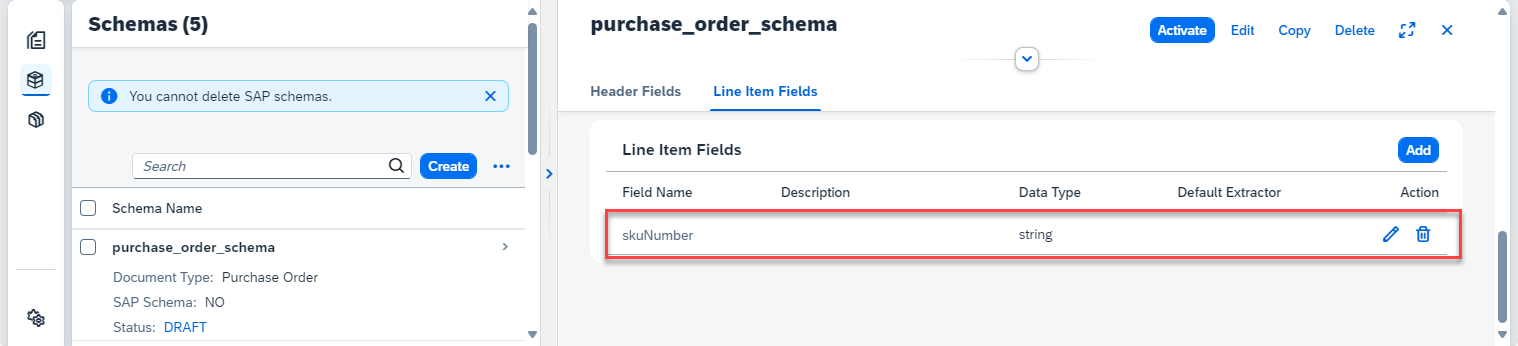 Schemas (5)
You cannot delete SAP schemas.
Search
Create
Schema Name
purchase_order_schema
Document Type: Purchase Order
SAP Schema: NO
Status: DRAFT
purchase_order_schema
Activate Edit Copy Delete
Header Fields Line Item Fields
Line Item Fields
Add
Field Name Description Data Type Default Extractor Action
skuNumber string